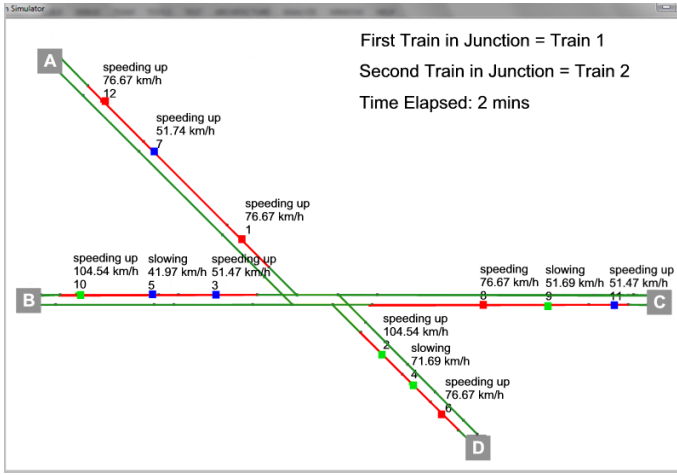 n Simulator
First Train in Junction = Train 1
Second Train in Junction = Train 2
Time Elapsed: 2 mins
A
speeding up
76.67 km/h
12
speeding up
51.74 km/h
7
speeding up
76.67 km/h
1
speeding up
104.54 km/h
10
slowing
41.97 km/h
5
speeding up
51.47 km/h
3
B
speeding
76.67 km/h
8
slowing
51.69 km/h
9
speeding up
51.47 km/h
11
C
speeding up
104.54 km/h
2
slowing
71.69 km/h
4
speeding up
76.67 km/h
6
D